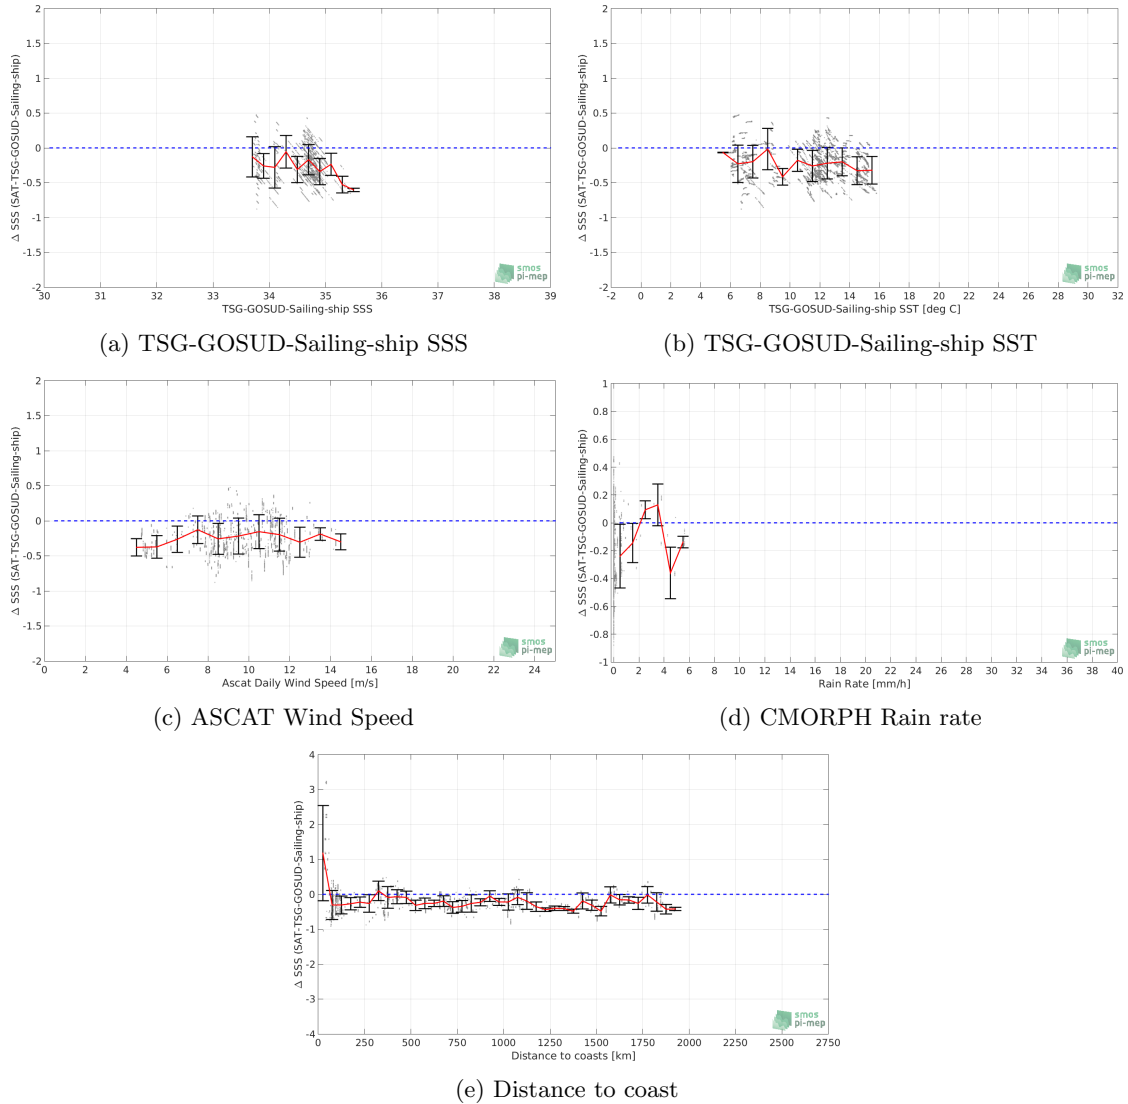 2
1.5
1
0.5
0
-0.5
-1
-1.5
-2
Δ SSS (SAT-TSG-GOSUD-Sailing-ship)
30 31 32 33 34 35 36 37 38 39
TSG-GOSUD-Sailing-ship SSS
smos
pi-mep
(a) TSG-GOSUD-Sailing-ship SSS
2
1.5
1
0.5
0
-0.5
-1
-1.5
-2
Δ SSS (SAT-TSG-GOSUD-Sailing-ship)
-2 0 2 4 6 8 10 12 14 16 18 20 22 24 26 28 30 32
TSG-GOSUD-Sailing-ship SST [deg C]
smos
pi-mep
(b) TSG-GOSUD-Sailing-ship SST
2
1.5
1
0.5
0
-0.5
-1
-1.5
-2
Δ SSS (SAT-TSG-GOSUD-Sailing-ship)
0 2 4 6 8 10 12 14 16 18 20 22 24
Ascat Daily Wind Speed [m/s]
smos
pi-mep
(c) ASCAT Wind Speed
1
0.8
0.6
0.4
0.2
0
-0.2
-0.4
-0.6
-0.8
-1
Δ SSS (SAT-TSG-GOSUD-Sailing-ship)
0 2 4 6 8 10 12 14 16 18 20 22 24 26 28 30 32 34 36 38 40
Rain Rate [mm/h]
smos
pi-mep
(d) CMORPH Rain rate
4
3
2
1
0
-1
-2
-3
-4
Δ SSS (SAT-TSG-GOSUD-Sailing-ship)
0 250 500 750 1000 1250 1500 1750 2000 2250 2500 2750
Distance to coasts [km]
smos
pi-mep
(e) Distance to coast